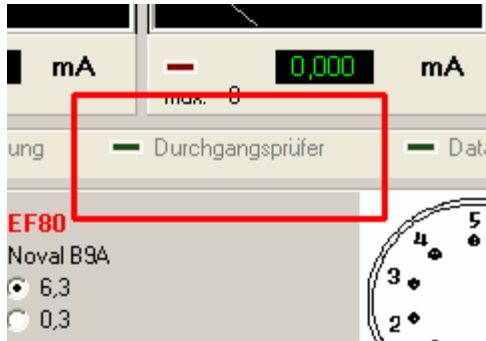 mA
0,000 mA
max. 0
ung Durchgangsprüfer Data
EF80
Noval B9A
6,3
0,3
5
4
3
2